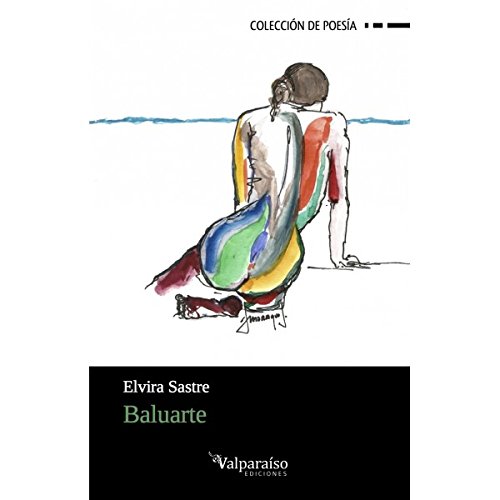 COLECCIÓN DE POESÍA
Elvira Sastre
Baluarte
Valparaíso
EDICIONES